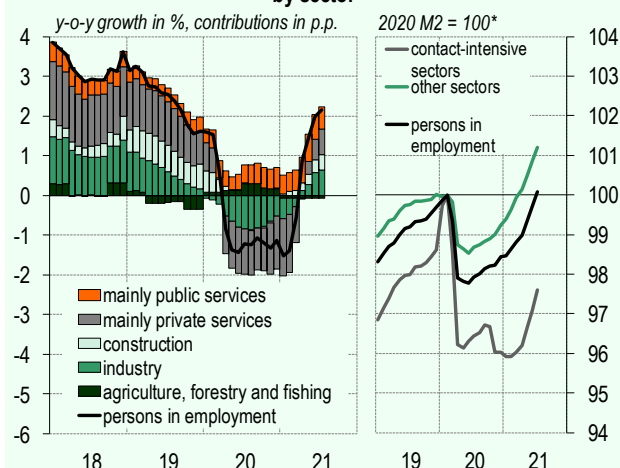 by sector
y-o-y growth in %, contributions in p.p.
2020 M2 = 100*
4
3
2
1
0
-1
-2
-3
-4
-5
-6
mainly public services
mainly private services
construction
industry
agriculture, forestry and fishing
persons in employment
18
19
20
21
contact-intensive
sectors
other sectors
persons in
employment
104
103
102
101
100
99
98
97
96
95
94
19
20
21